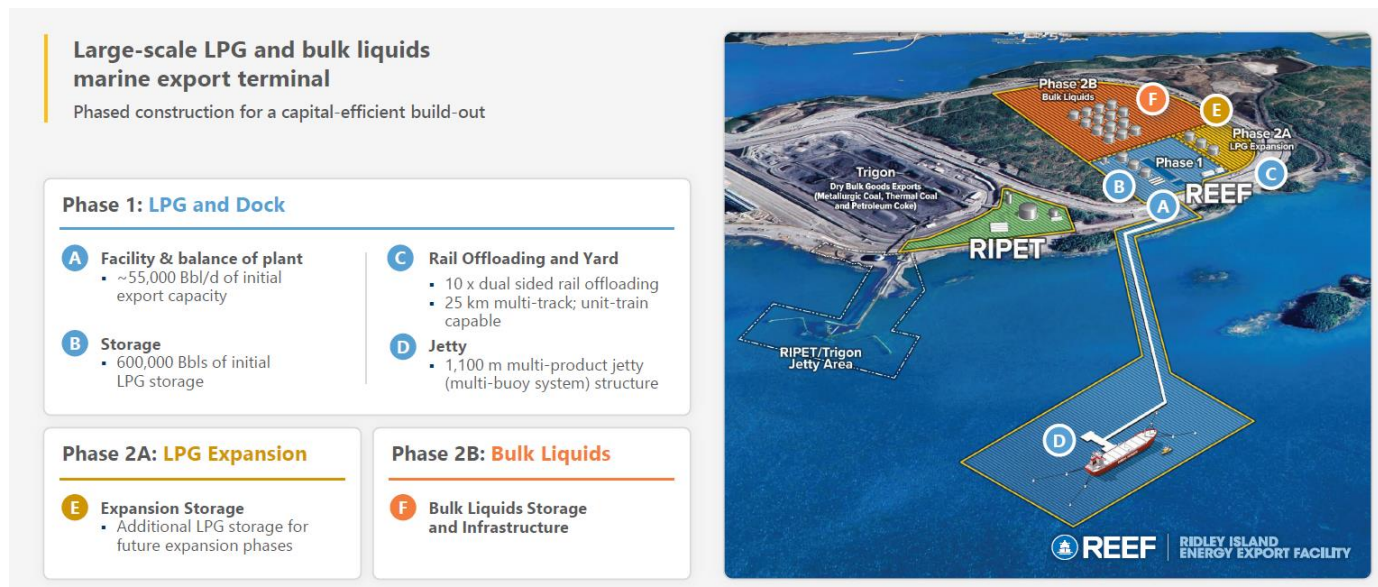 Large-scale LPG and bulk liquids
marine export terminal
Phased construction for a capital-efficient build-out
Phase 1: LPG and Dock
A
Facility & balance of plant
▪ ~55,000 Bbl/d of initial
export capacity
B
Storage
▪ 600,000 Bbls of initial
LPG storage
C
Rail Offloading and Yard
▪ 10 x dual sided rail offloading
▪ 25 km multi-track; unit-train
capable
D
Jetty
▪ 1,100 m multi-product jetty
(multi-buoy system) structure
Phase 2A: LPG Expansion
E
Expansion Storage
▪ Additional LPG storage for
future expansion phases
Phase 2B: Bulk Liquids
F
Bulk Liquids Storage
and Infrastructure
Phase 2B
Bulk Liquids
F
E
Phase 2A
LPG Expansion
Phase 1
B
C
A
REEF
Trigon
Dry Bulk Goods Exports
(Metallurgic Coal, Thermal Coal
and Petroleum Coke)
RIPET
RIPET/Trigon
Jetty Area
D
REEF
RIDLEY ISLAND
ENERGY EXPORT FACILITY